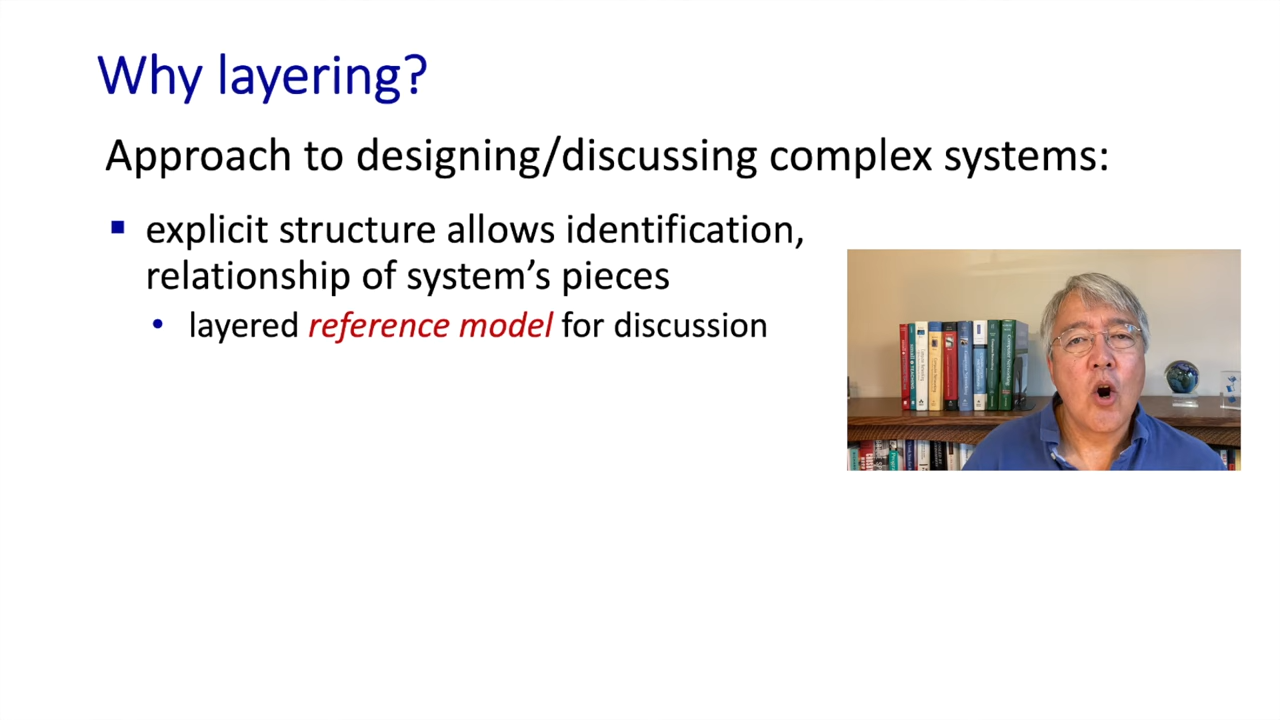 Why layering?
Approach to designing/discussing complex systems:
▪ explicit structure allows identification,
relationship of system’s pieces
• layered reference model for discussion